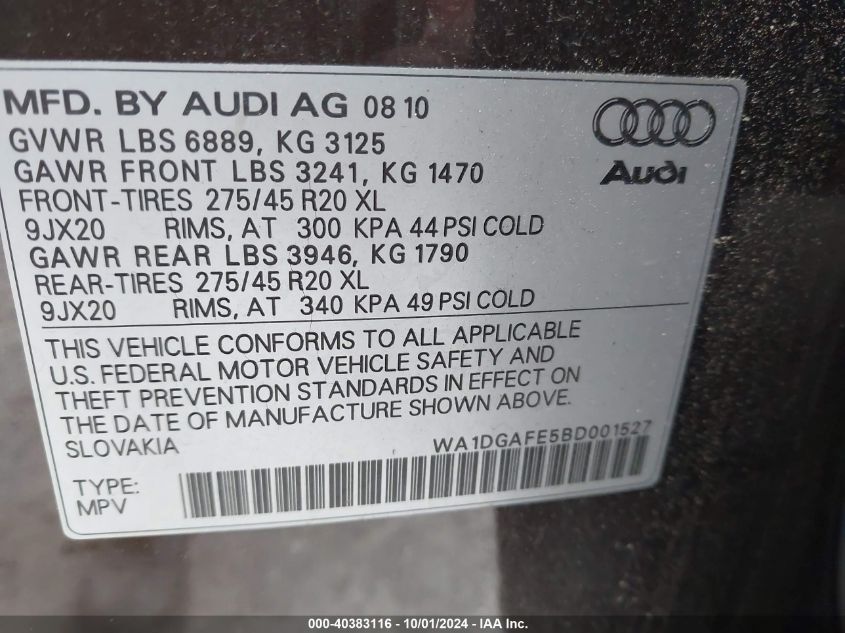 MFD. BY AUDI AG 08 10
GVWR LBS 6889, KG 3125
GAWR FRONT LBS 3241, KG 1470
FRONT-TIRES 275/45 R20 XL
9JX20 RIMS, AT 300 KPA 44 PSI COLD
GAWR REAR LBS 3946, KG 1790
REAR-TIRES 275/45 R20 XL
9JX20 RIMS, AT 340 KPA 49 PSI COLD
Audi
THIS VEHICLE CONFORMS TO ALL APPLICABLE
U.S. FEDERAL MOTOR VEHICLE SAFETY AND
THEFT PREVENTION STANDARDS IN EFFECT ON
THE DATE OF MANUFACTURE SHOWN ABOVE.
SLOVAKIA WA1DGAFE5BD001527
TYPE:
MPV
000-40383116 - 10/01/2024 - www.iaai.com